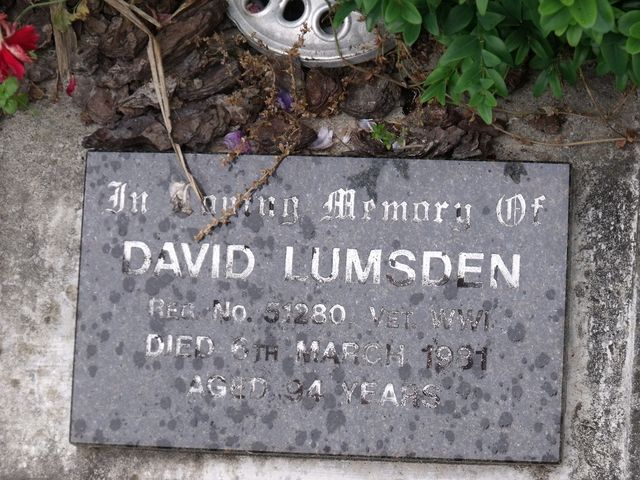 In Loving Memory Of
DAVID LUMSDEN
REG. No. 51280. VET. WWI.
DIED 6TH MARCH 1991
AGED 94 YEARS